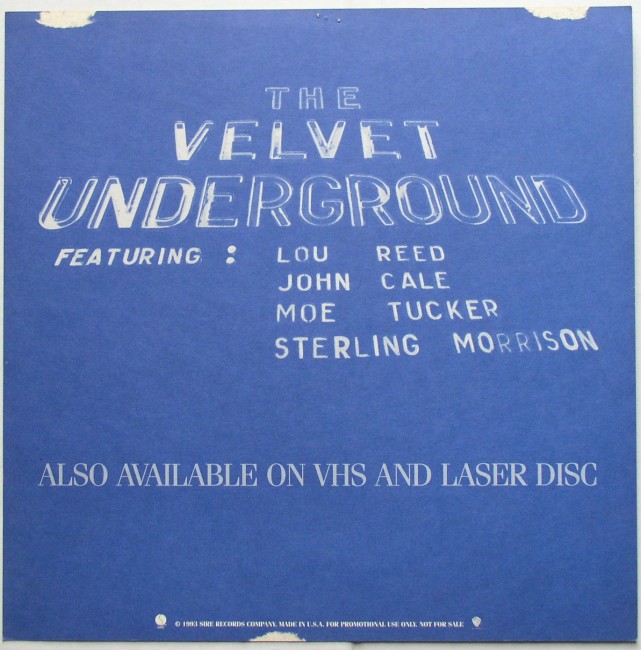 THE
VELVET
UNDERGROUND
FEATURING : LOU REED
JOHN CALE
MOE TUCKER
STERLING MORRISON
ALSO AVAILABLE ON VHS AND LASER DISC
© 1993 SIRE RECORDS COMPANY. MADE IN U.S.A. FOR PROMOTIONAL USE ONLY. NOT FOR SALE